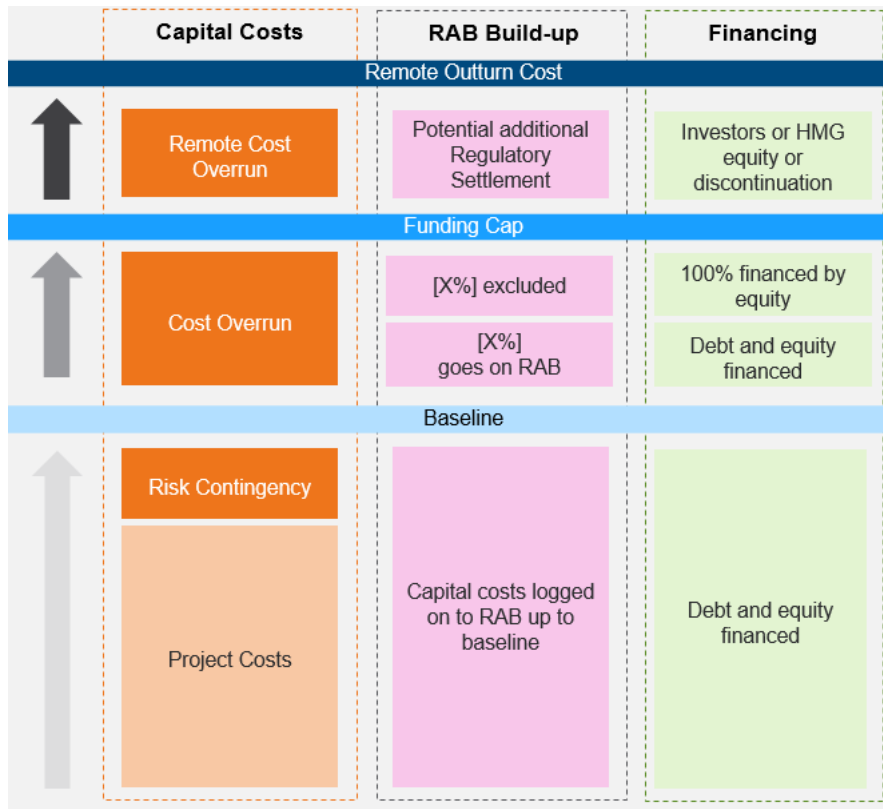 Capital Costs
RAB Build-up
Financing
Remote Outturn Cost
Remote Cost
Overrun
Potential additional
Regulatory
Settlement
Investors or HMG
equity or
discontinuation
Funding Cap
Cost Overrun
[X%] excluded
100% financed by
equity
[X%]
goes on RAB
Debt and equity
financed
Baseline
Risk Contingency
Project Costs
Capital costs logged
on to RAB up to
baseline
Debt and equity
financed